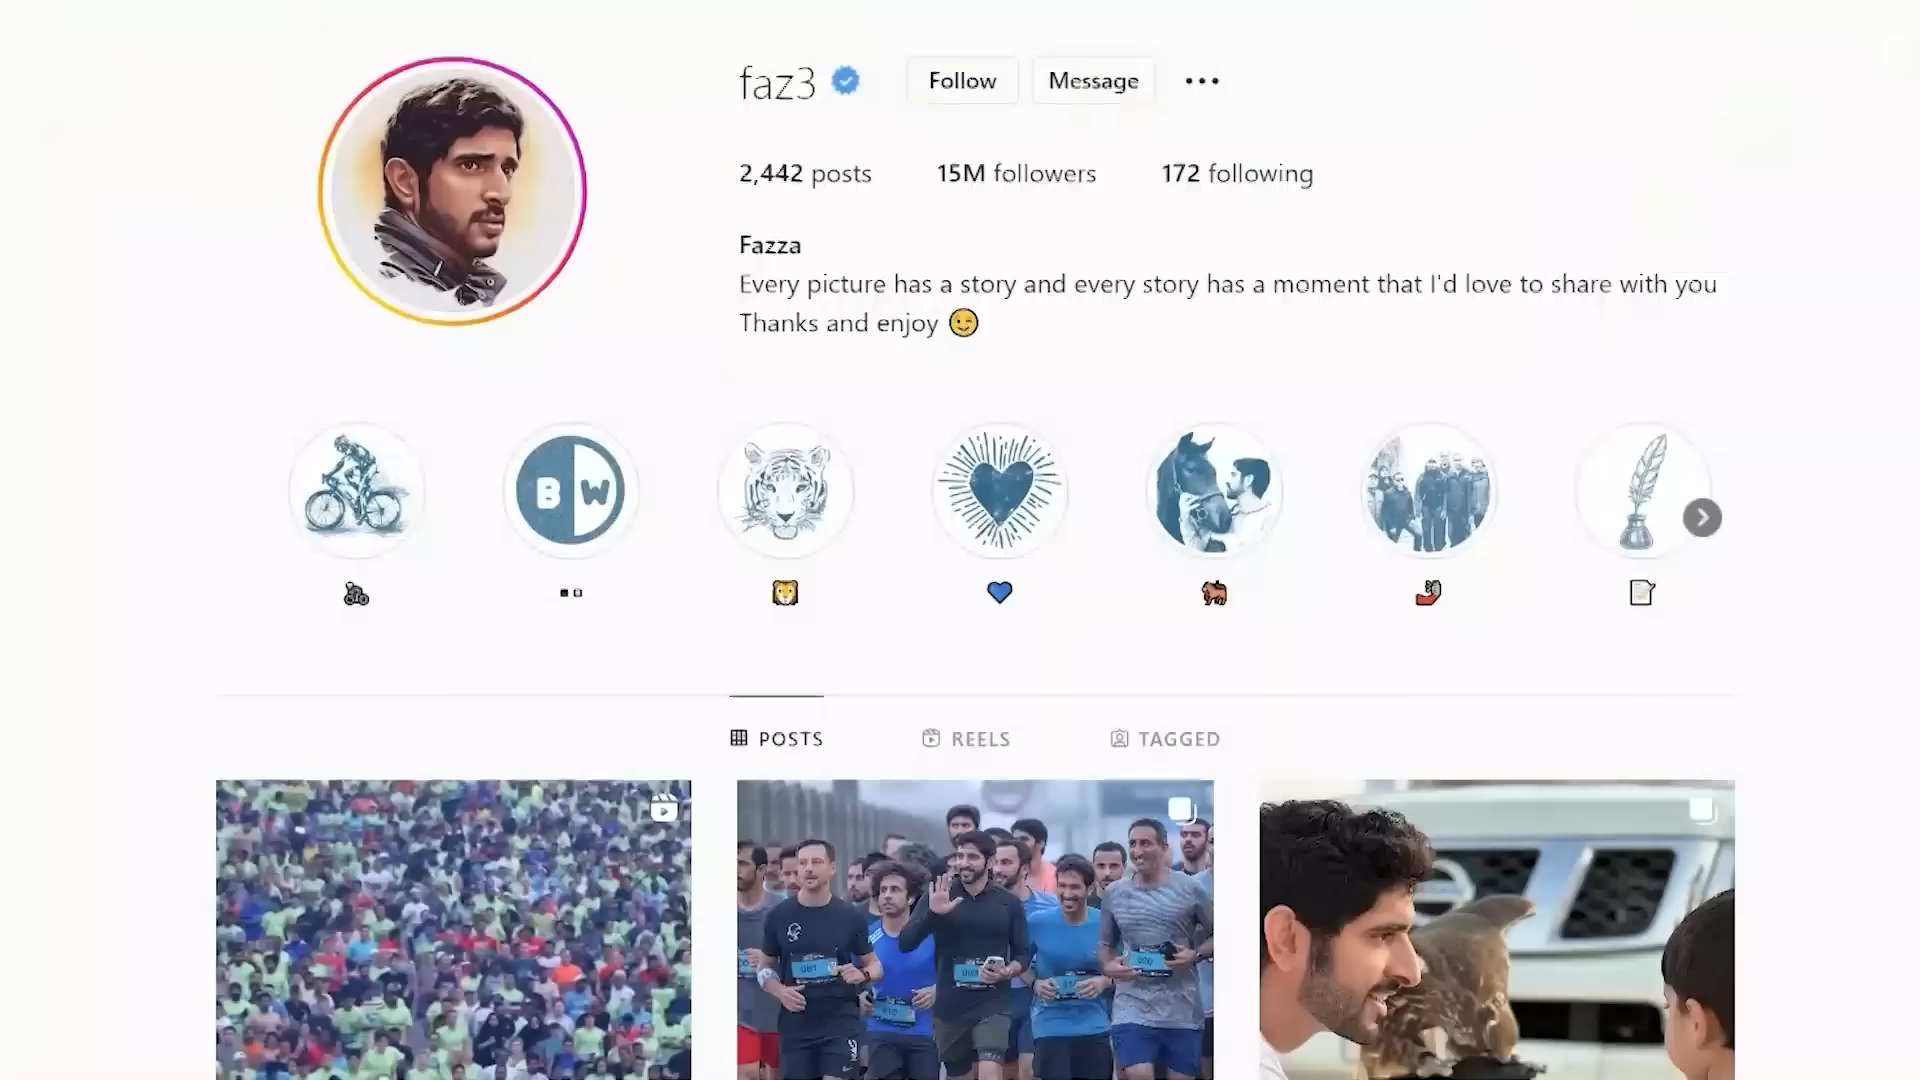 faz3 Follow Message
2,442 posts 15M followers 172 following
Fazza
Every picture has a story and every story has a moment that I'd love to share with you
Thanks and enjoy 😉
B W
POSTS REELS TAGGED